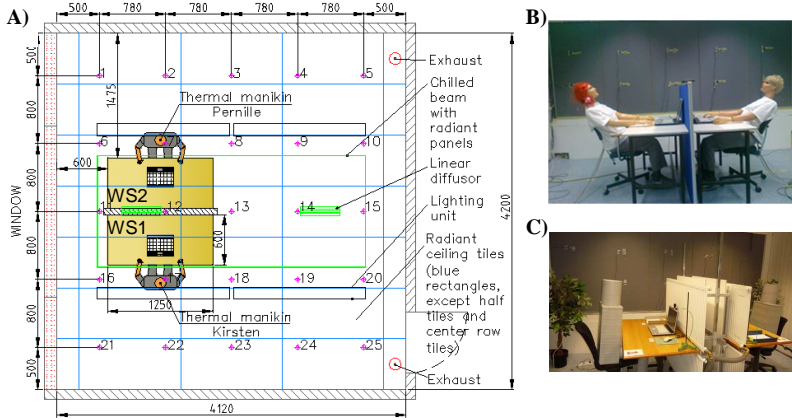 A)
500
780
780
780
780
500
B)
500
1
2
3
4
5
Exhaust
Thermal manikin
Pernille
Chilled
beam
with
radiant
panels
1475
800
6
8
9
10
600
800
WS2
Linear
diffusor
WINDOW
12
13
14
15
Lighting
unit
4200
WS1
600
800
C)
Radiant
ceiling tiles
(blue
rectangles,
except half
tiles and
center raw
tiles)
16
18
19
20
1250
Thermal manikin
Kirsten
800
21
22
23
24
25
500
Exhaust
4120